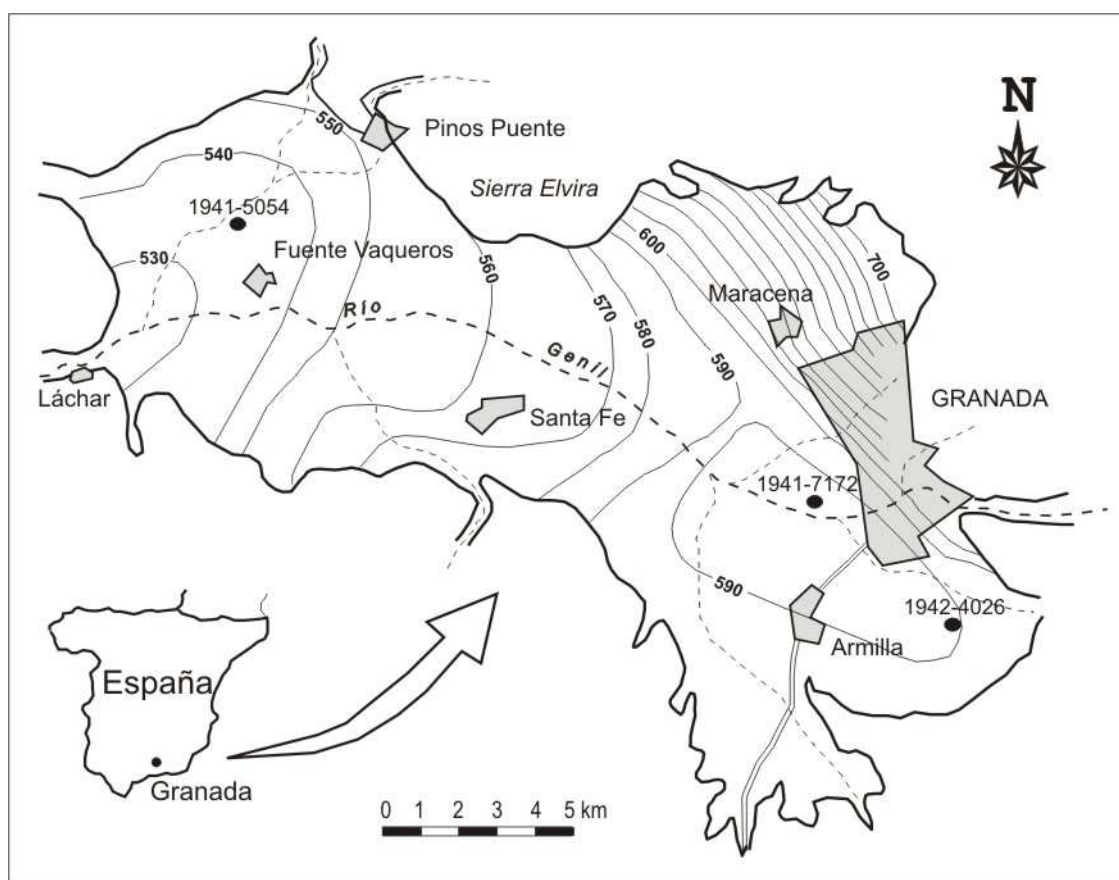 N
Pinos Puente
550
540
Sierra Elvira
1941-5054
Fuente Vaqueros
530
560
600
700
Maracena
Río
Genil
570
580
590
Láchar
Santa Fe
GRANADA
1941-7172
590
1942-4026
Armilla
España
Granada
0 1 2 3 4 5 km